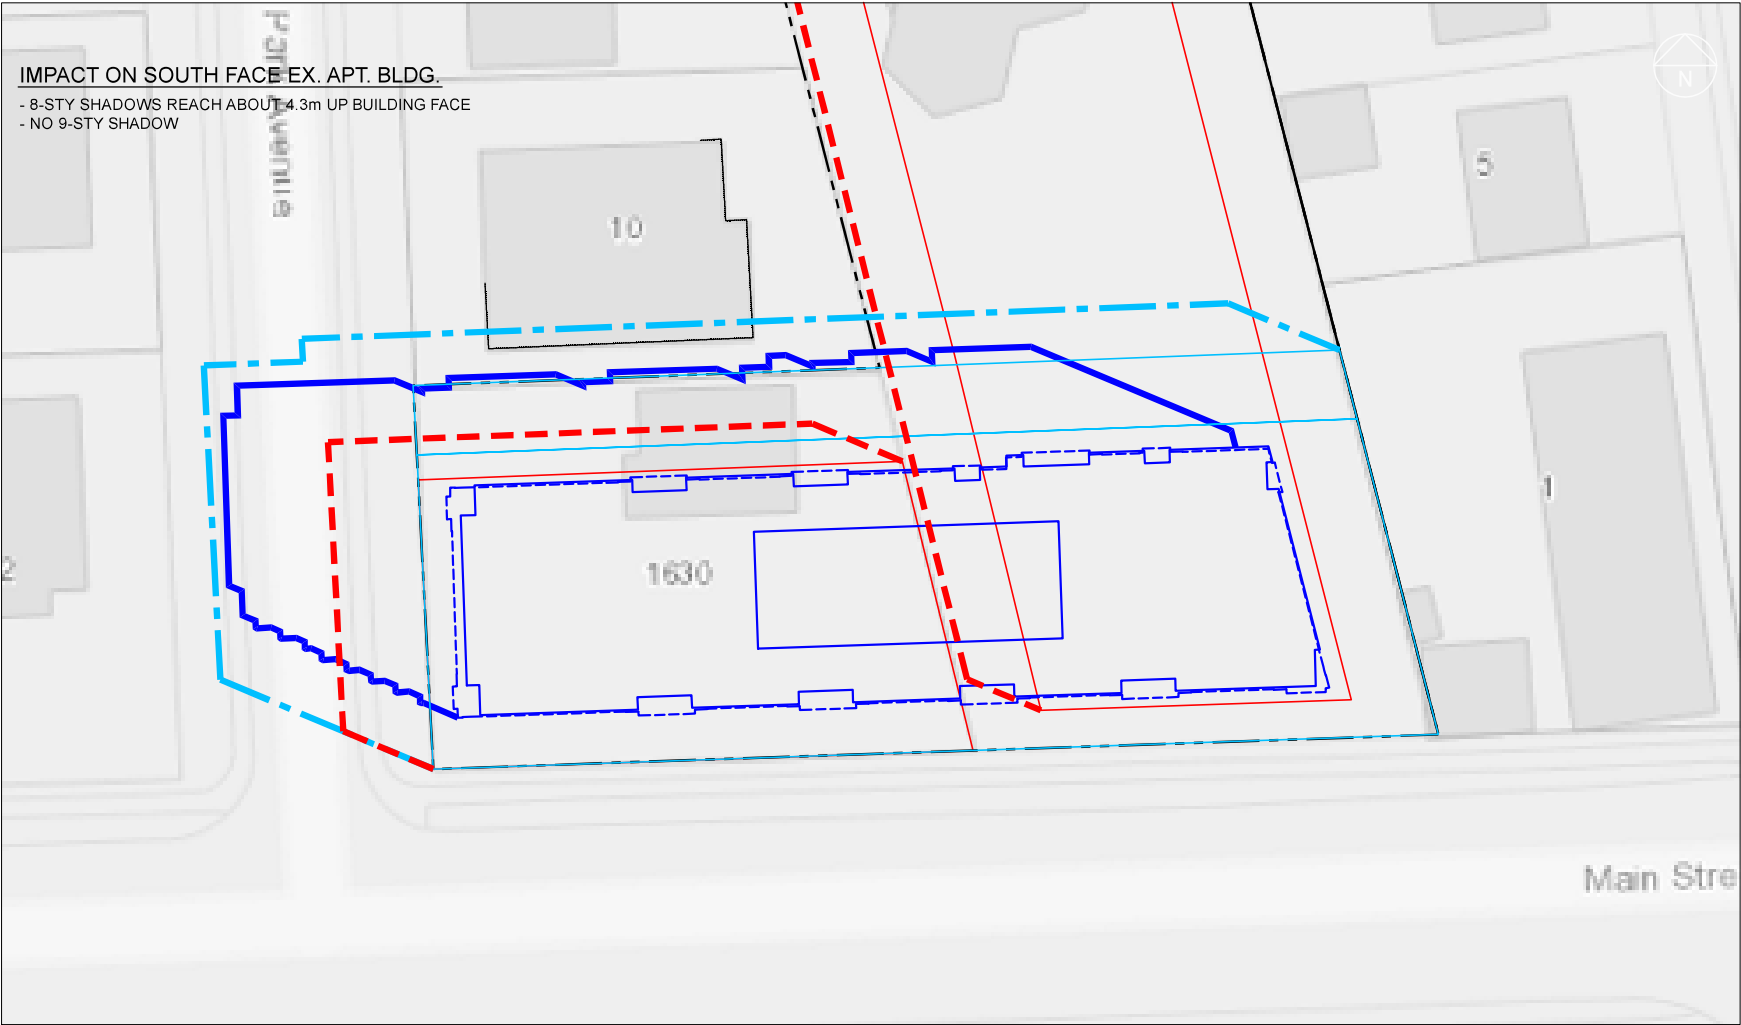 IMPACT ON SOUTH FACE EX. APT. BLDG.
- 8-STY SHADOWS REACH ABOUT 4.3m UP BUILDING FACE
- NO 9-STY SHADOW
N
Avenue
10
5
1
2
1630
Main Stre